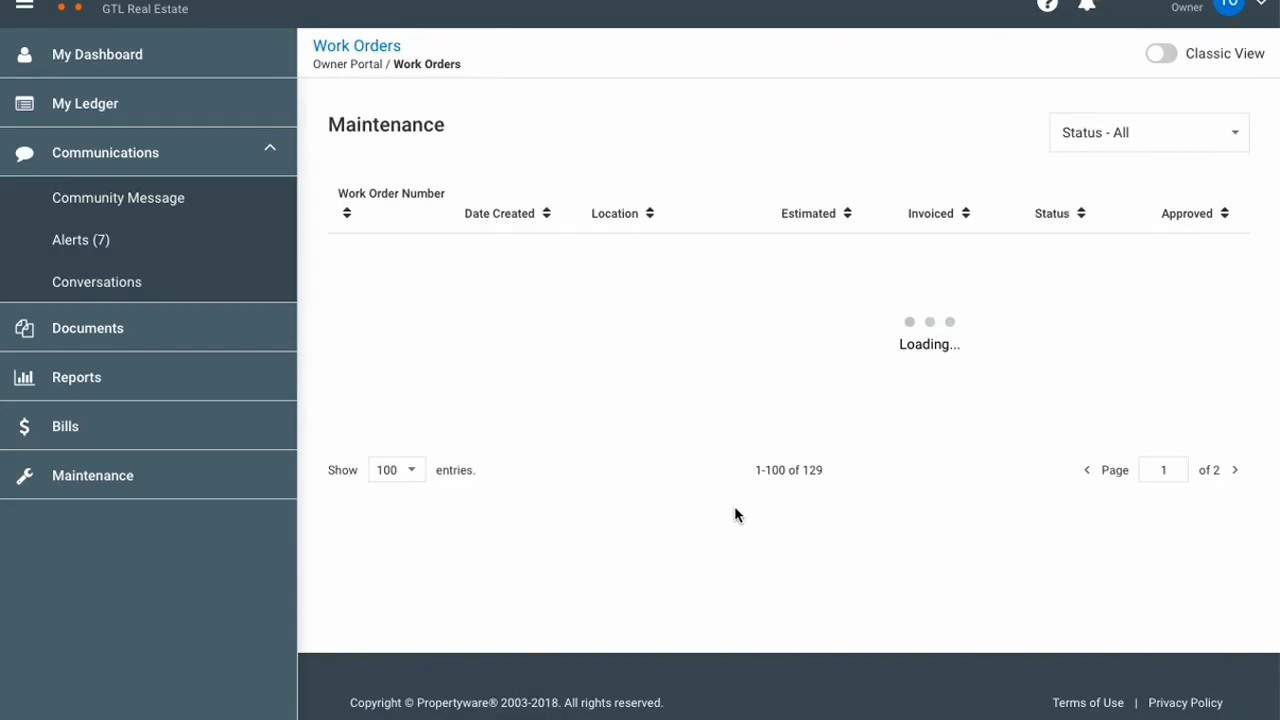 GTL Real Estate
Owner
My Dashboard
My Ledger
Communications
Community Message
Alerts (7)
Conversations
Documents
Reports
Bills
Maintenance
Work Orders
Owner Portal / Work Orders
Classic View
Maintenance
Status - All
Work Order Number
Date Created
Location
Estimated
Invoiced
Status
Approved
Loading...
Show 100 entries.
1-100 of 129
Page 1 of 2
Copyright © Propertyware® 2003-2018. All rights reserved.
Terms of Use | Privacy Policy